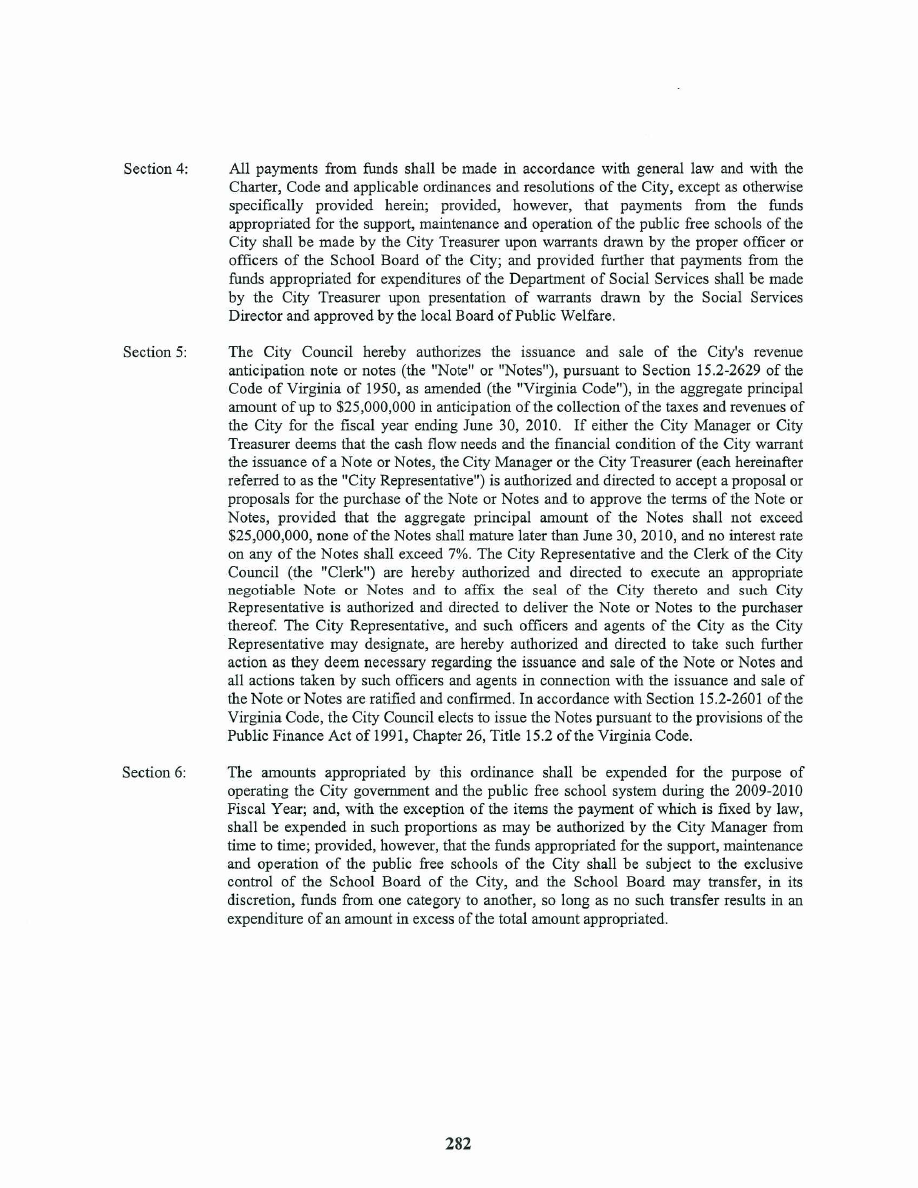 Section 4: All payments from funds shall be made in accordance with general law and with the
Charter, Code and applicable ordinances and resolutions of the City, except as otherwise
specifically provided herein; provided, however, that payments from the funds
appropriated for the support, maintenance and operation of the public free schools of the
City shall be made by the City Treasurer upon warrants drawn by the proper officer or
officers of the School Board of the City; and provided further that payments from the
funds appropriated for expenditures of the Department of Social Services shall be made
by the City Treasurer upon presentation of warrants drawn by the Social Services
Director and approved by the local Board of Public Welfare.
Section 5: The City Council hereby authorizes the issuance and sale of the City's revenue
anticipation note or notes (the "Note" or "Notes"), pursuant to Section 15.2-2629 of the
Code of Virginia of 1950, as amended (the "Virginia Code"), in the aggregate principal
amount of up to $25,000,000 in anticipation of the collection of the taxes and revenues of
the City for the fiscal year ending June 30, 2010. If either the City Manager or City
Treasurer deems that the cash flow needs and the financial condition of the City warrant
the issuance of a Note or Notes, the City Manager or the City Treasurer (each hereinafter
referred to as the "City Representative") is authorized and directed to accept a proposal or
proposals for the purchase of the Note or Notes and to approve the terms of the Note or
Notes, provided that the aggregate principal amount of the Notes shall not exceed
$25,000,000, none of the Notes shall mature later than June 30, 2010, and no interest rate
on any of the Notes shall exceed 7%. The City Representative and the Clerk of the City
Council (the "Clerk") are hereby authorized and directed to execute an appropriate
negotiable Note or Notes and to affix the seal of the City thereto and such City
Representative is authorized and directed to deliver the Note or Notes to the purchaser
thereof. The City Representative, and such officers and agents of the City as the City
Representative may designate, are hereby authorized and directed to take such further
action as they deem necessary regarding the issuance and sale of the Note or Notes and
all actions taken by such officers and agents in connection with the issuance and sale of
the Note or Notes are ratified and confirmed. In accordance with Section 15.2-2601 of the
Virginia Code, the City Council elects to issue the Notes pursuant to the provisions of the
Public Finance Act of 1991, Chapter 26, Title 15.2 of the Virginia Code.
Section 6: The amounts appropriated by this ordinance shall be expended for the purpose of
operating the City government and the public free school system during the 2009-2010
Fiscal Year; and, with the exception of the items the payment of which is fixed by law,
shall be expended in such proportions as may be authorized by the City Manager from
time to time; provided, however, that the funds appropriated for the support, maintenance
and operation of the public free schools of the City shall be subject to the exclusive
control of the School Board of the City, and the School Board may transfer, in its
discretion, funds from one category to another, so long as no such transfer results in an
expenditure of an amount in excess of the total amount appropriated.
282